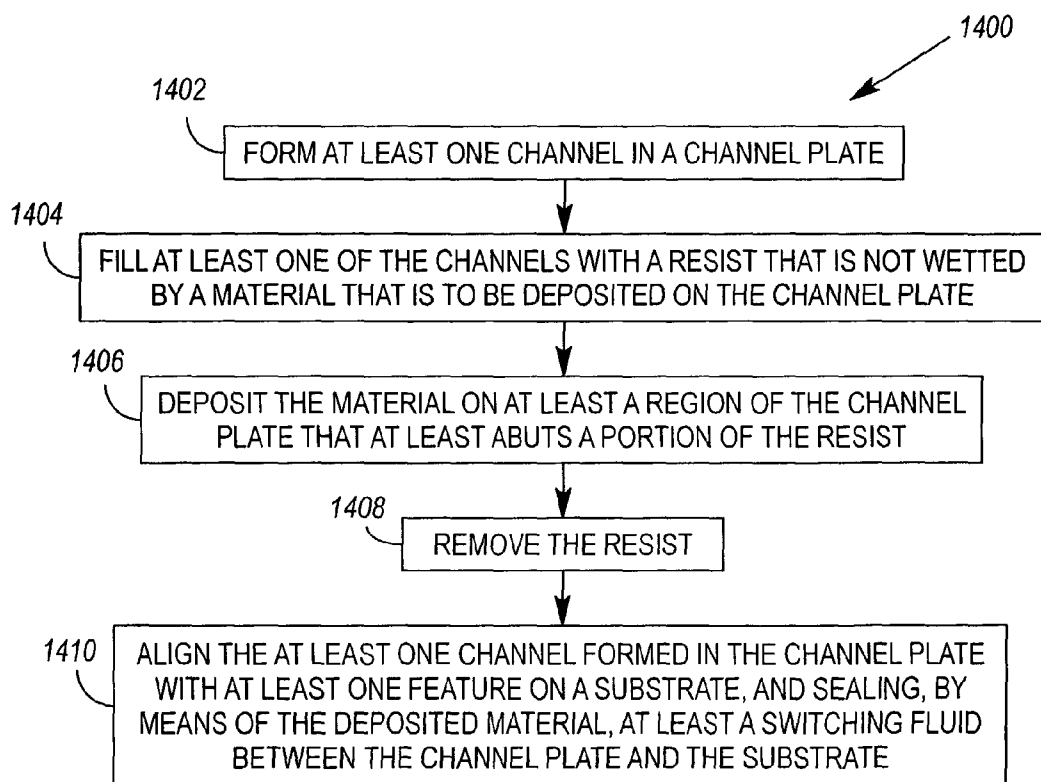 1400
1402
FORM AT LEAST ONE CHANNEL IN A CHANNEL PLATE
1404
FILL AT LEAST ONE OF THE CHANNELS WITH A RESIST THAT IS NOT WETTED
BY A MATERIAL THAT IS TO BE DEPOSITED ON THE CHANNEL PLATE
1406
DEPOSIT THE MATERIAL ON AT LEAST A REGION OF THE CHANNEL
PLATE THAT AT LEAST ABUTS A PORTION OF THE RESIST
1408
REMOVE THE RESIST
1410
ALIGN THE AT LEAST ONE CHANNEL FORMED IN THE CHANNEL PLATE
WITH AT LEAST ONE FEATURE ON A SUBSTRATE, AND SEALING, BY
MEANS OF THE DEPOSITED MATERIAL, AT LEAST A SWITCHING FLUID
BETWEEN THE CHANNEL PLATE AND THE SUBSTRATE